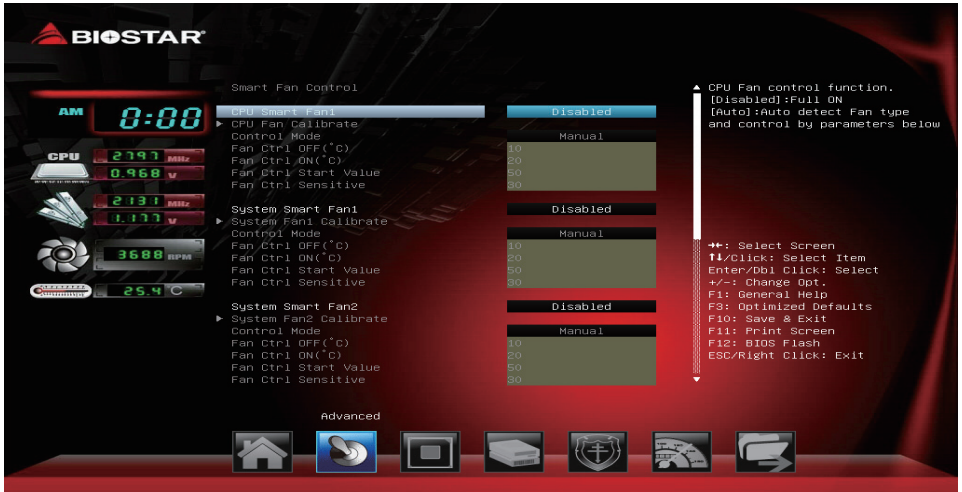 BIOSTAR
AM 0:00
CPU 2797 MHz
0.968 V
2131 MHz
1.177 V
3688 RPM
25.4 C
Smart Fan Control
CPU Smart Fan1 Disabled
CPU Fan Calibrate
Control Mode Manual
Fan Ctrl OFF(°C) 10
Fan Ctrl ON(°C) 20
Fan Ctrl Start Value 50
Fan Ctrl Sensitive 30
System Smart Fan1 Disabled
System Fan1 Calibrate
Control Mode Manual
Fan Ctrl OFF(°C) 10
Fan Ctrl ON(°C) 20
Fan Ctrl Start Value 50
Fan Ctrl Sensitive 30
System Smart Fan2 Disabled
System Fan2 Calibrate
Control Mode Manual
Fan Ctrl OFF(°C) 10
Fan Ctrl ON(°C) 20
Fan Ctrl Start Value 50
Fan Ctrl Sensitive 30
CPU Fan control function.
[Disabled]:Full ON
[Auto]:Auto detect Fan type
and control by parameters below
→←: Select Screen
↑↓/Click: Select Item
Enter/Dbl Click: Select
+/-: Change Opt.
F1: General Help
F3: Optimized Defaults
F10: Save & Exit
F11: Print Screen
F12: BIOS Flash
ESC/Right Click: Exit
Advanced